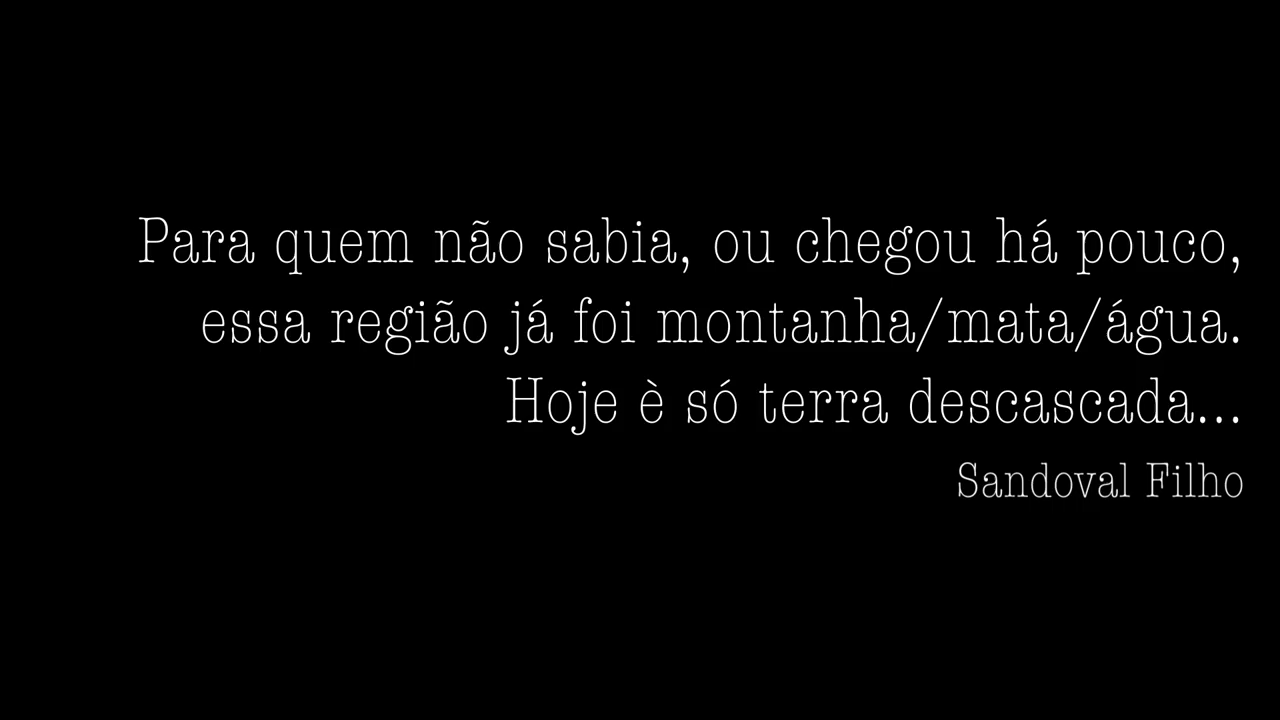 Para quem não sabia, ou chegou há pouco,
essa região já foi montanha/mata/água.
Hoje è só terra descascada...
Sandoval Filho